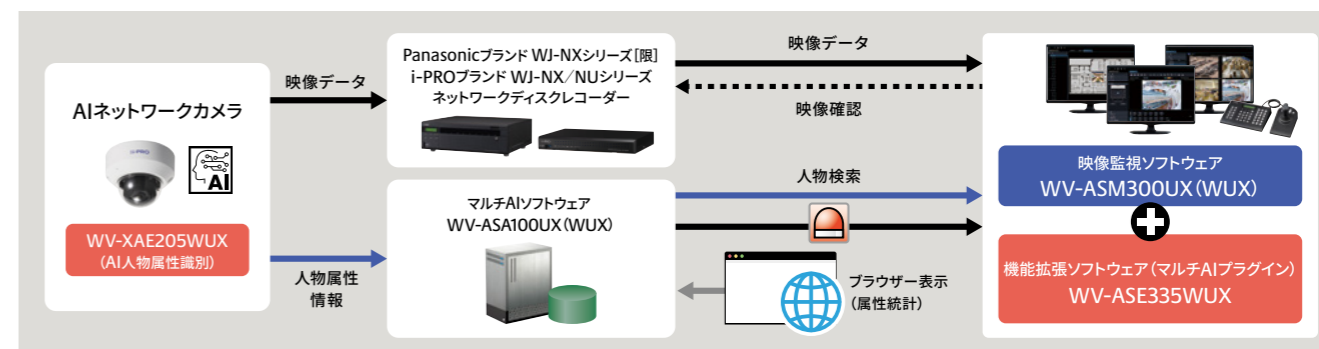 AIネットワークカメラ
i-PRO
AI
WV-XAE205WUX
(AI人物属性識別)
映像データ
人物属性
情報
Panasonicブランド WJ-NXシリーズ[限]
i-PROブランド WJ-NX/NUシリーズ
ネットワークディスクレコーダー
マルチAIソフトウェア
WV-ASA100UX(WUX)
映像データ
映像確認
人物検索
ブラウザー表示
(属性統計)
映像監視ソフトウェア
WV-ASM300UX(WUX)
機能拡張ソフトウェア(マルチAIプラグイン)
WV-ASE335WUX